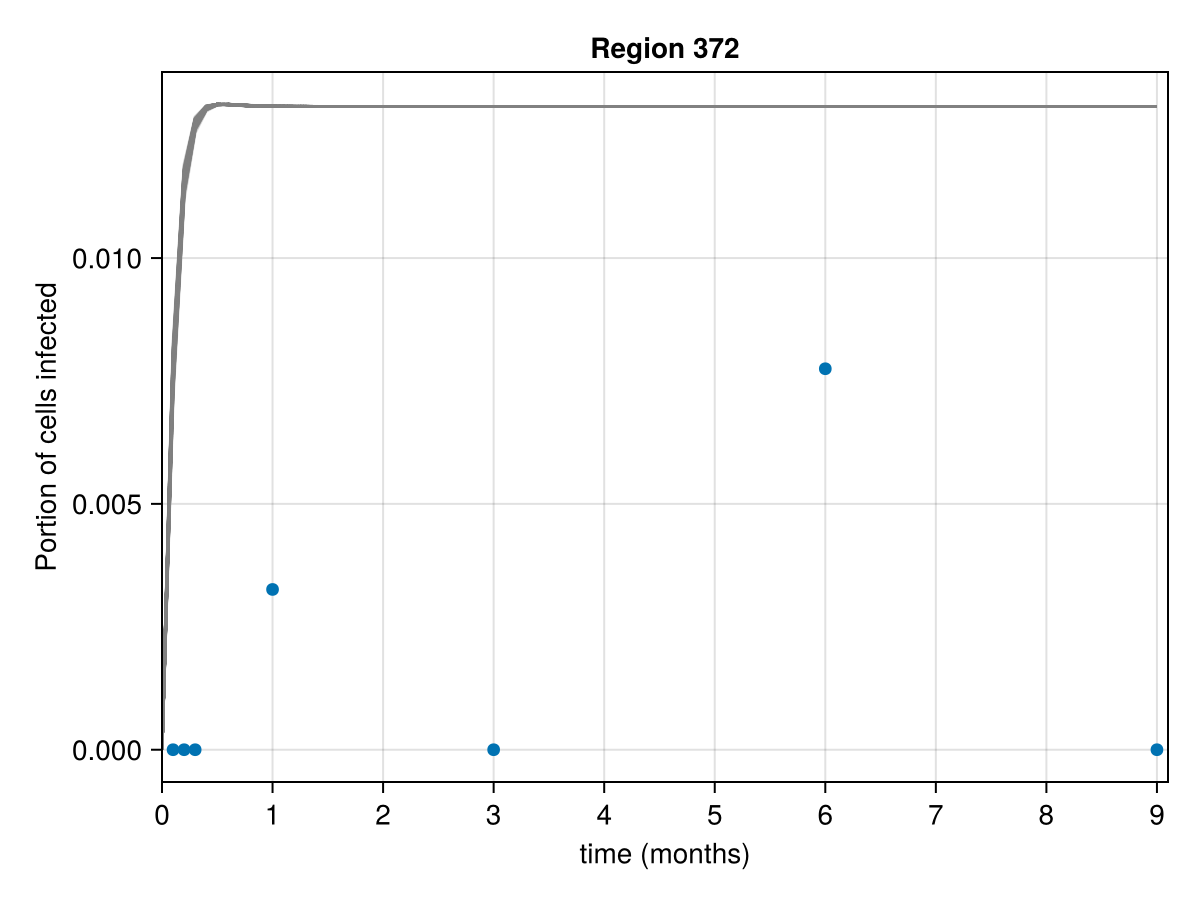 Region 372
Portion of cells infected
0.010
0.005
0.000
0 1 2 3 4 5 6 7 8 9
time (months)